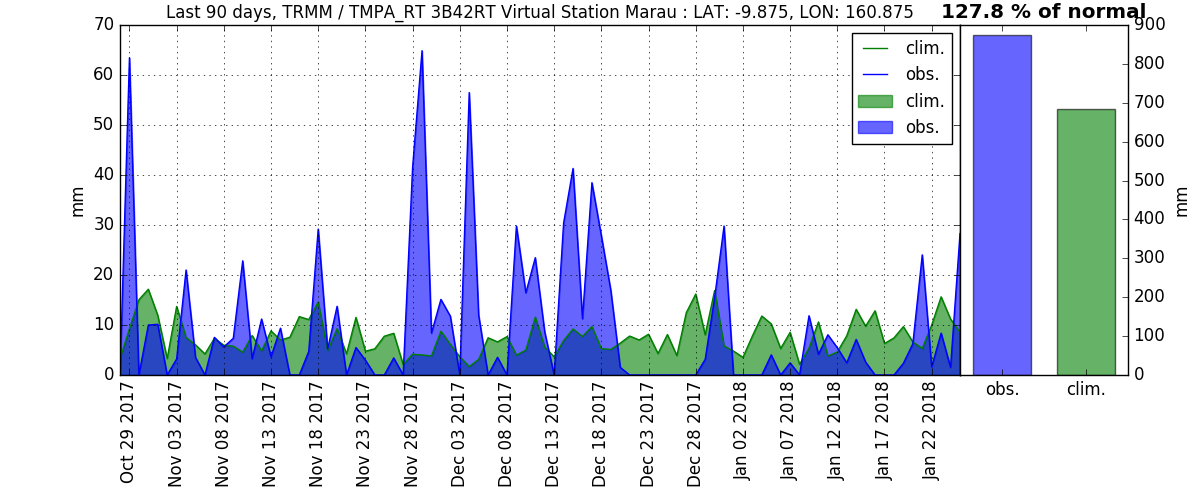 Last 90 days, TRMM / TMPA_RT 3B42RT Virtual Station Marau : LAT: -9.875, LON: 160.875
127.8 % of normal
70
60
50
40
30
20
10
0
mm
clim.
obs.
clim.
obs.
900
800
700
600
500
400
300
200
100
0
mm
obs.
clim.
Oct 29 2017
Nov 03 2017
Nov 08 2017
Nov 13 2017
Nov 18 2017
Nov 23 2017
Nov 28 2017
Dec 03 2017
Dec 08 2017
Dec 13 2017
Dec 18 2017
Dec 23 2017
Dec 28 2017
Jan 02 2018
Jan 07 2018
Jan 12 2018
Jan 17 2018
Jan 22 2018